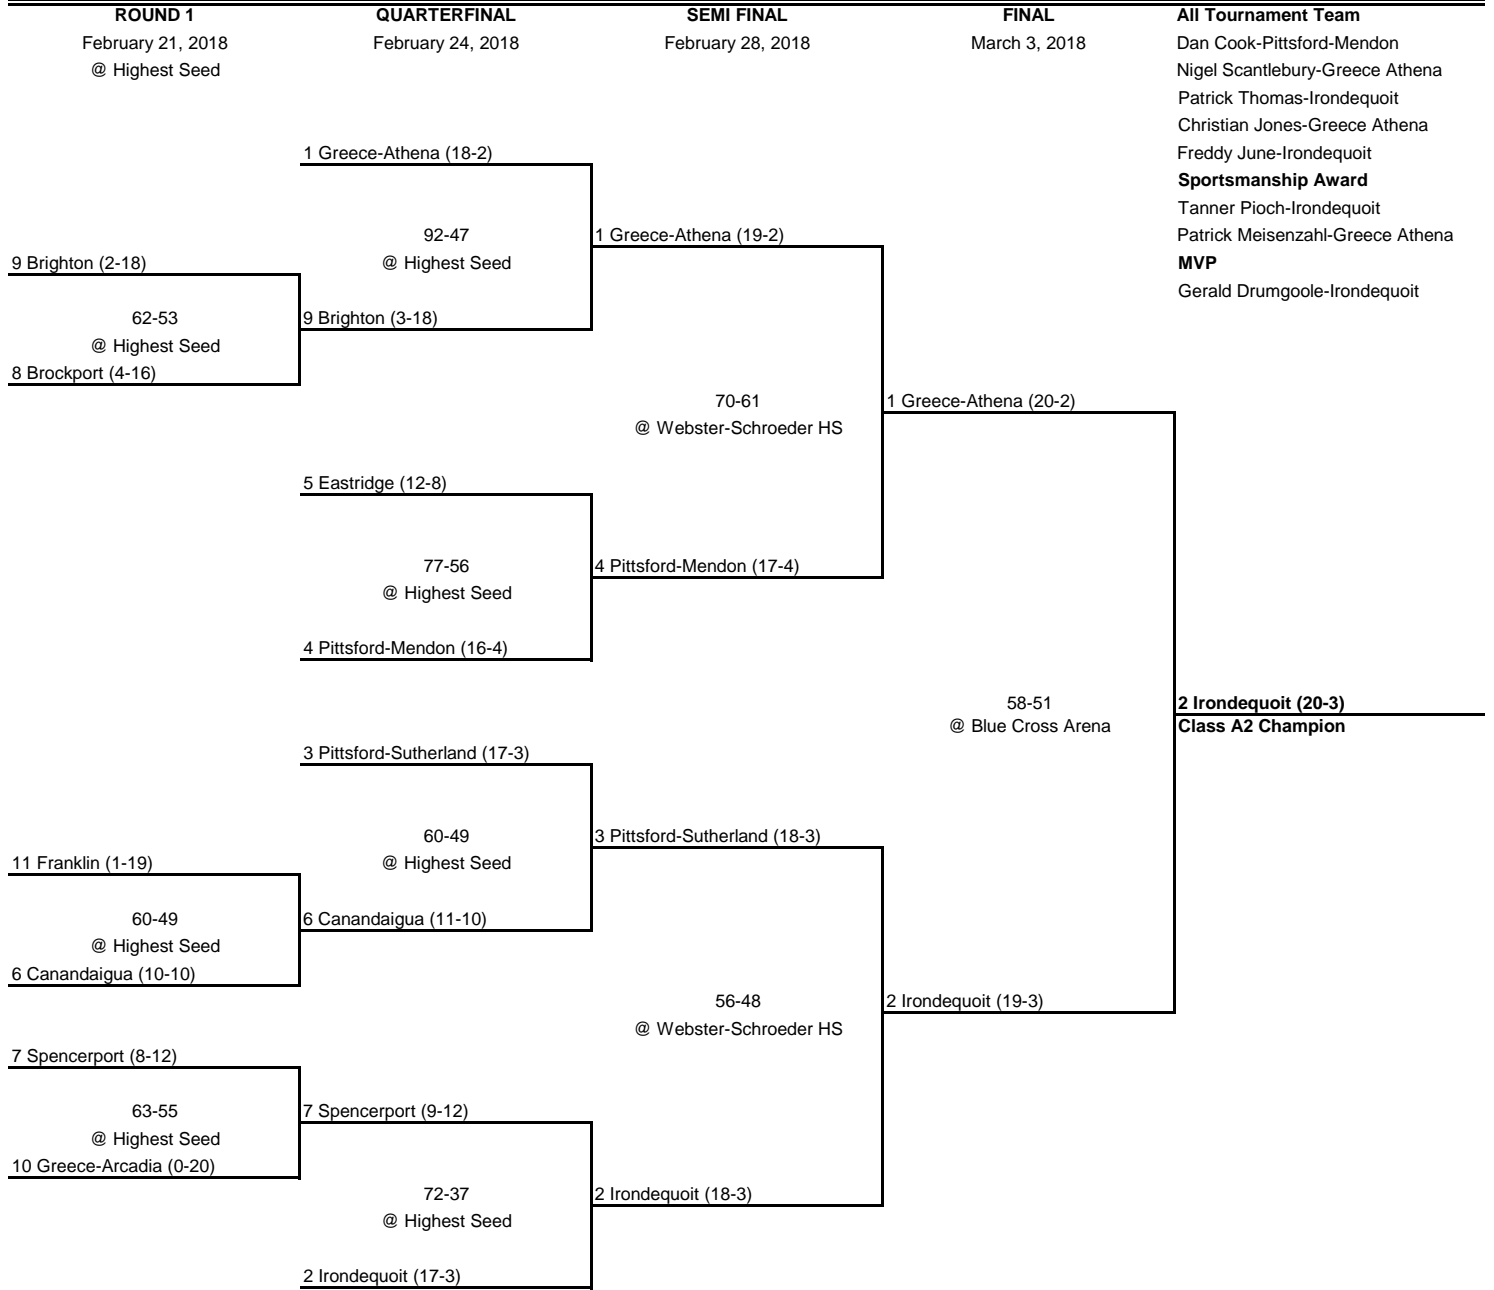 ROUND 1
February 21, 2018
@ Highest Seed
QUARTERFINAL
February 24, 2018
SEMI FINAL
February 28, 2018
FINAL
March 3, 2018
All Tournament Team
Dan Cook-Pittsford-Mendon
Nigel Scantlebury-Greece Athena
Patrick Thomas-Irondequoit
Christian Jones-Greece Athena
Freddy June-Irondequoit
Sportsmanship Award
Tanner Pioch-Irondequoit
Patrick Meisenzahl-Greece Athena
MVP
Gerald Drumgoole-Irondequoit
9 Brighton (2-18)
62-53
@ Highest Seed
8 Brockport (4-16)
11 Franklin (1-19)
60-49
@ Highest Seed
6 Canandaigua (10-10)
7 Spencerport (8-12)
63-55
@ Highest Seed
10 Greece-Arcadia (0-20)
1 Greece-Athena (18-2)
92-47
@ Highest Seed
9 Brighton (3-18)
5 Eastridge (12-8)
77-56
@ Highest Seed
4 Pittsford-Mendon (16-4)
3 Pittsford-Sutherland (17-3)
60-49
@ Highest Seed
6 Canandaigua (11-10)
7 Spencerport (9-12)
72-37
@ Highest Seed
2 Irondequoit (17-3)
1 Greece-Athena (19-2)
70-61
@ Webster-Schroeder HS
4 Pittsford-Mendon (17-4)
3 Pittsford-Sutherland (18-3)
56-48
@ Webster-Schroeder HS
2 Irondequoit (18-3)
1 Greece-Athena (20-2)
58-51
@ Blue Cross Arena
2 Irondequoit (19-3)
2 Irondequoit (20-3)
Class A2 Champion